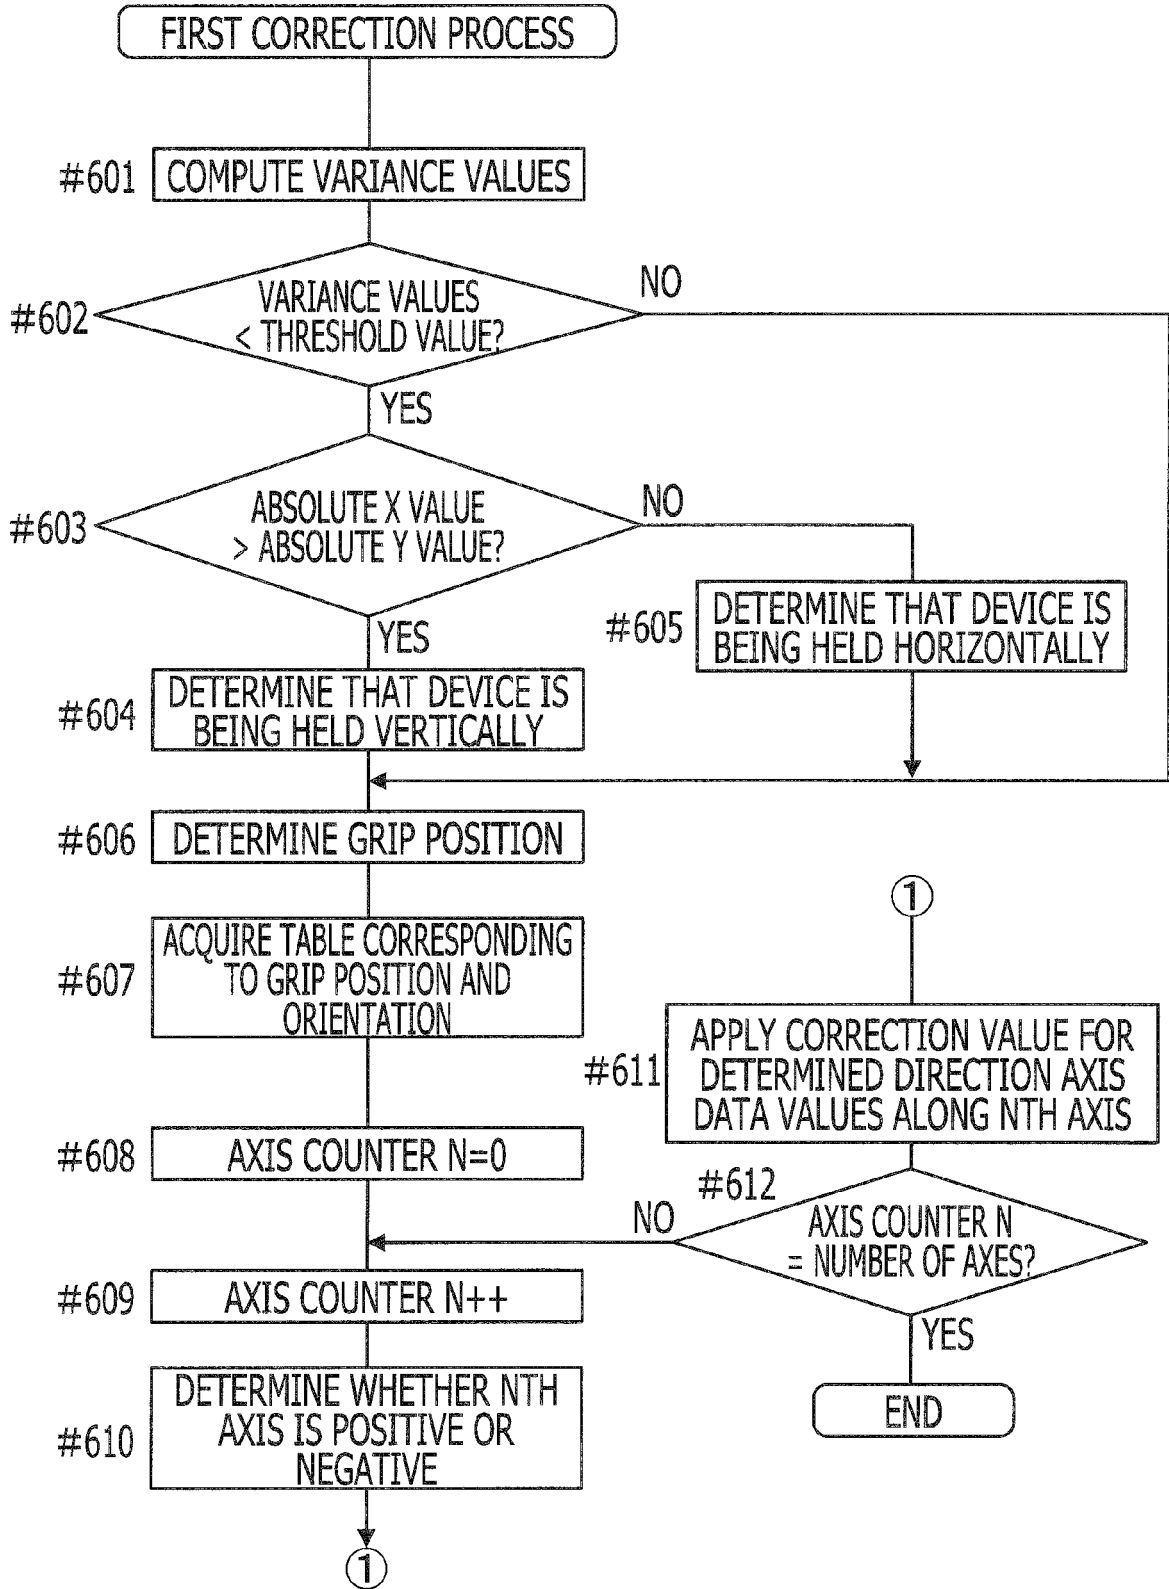 FIRST CORRECTION PROCESS
#601
COMPUTE VARIANCE VALUES
#602
VARIANCE VALUES
< THRESHOLD VALUE?
NO
YES
#603
ABSOLUTE X VALUE
> ABSOLUTE Y VALUE?
NO
YES
#605
DETERMINE THAT DEVICE IS
BEING HELD HORIZONTALLY
#604
DETERMINE THAT DEVICE IS
BEING HELD VERTICALLY
#606
DETERMINE GRIP POSITION
#607
ACQUIRE TABLE CORRESPONDING
TO GRIP POSITION AND
ORIENTATION
#608
AXIS COUNTER N=0
#609
AXIS COUNTER N++
#610
DETERMINE WHETHER NTH
AXIS IS POSITIVE OR
NEGATIVE
1
1
#611
APPLY CORRECTION VALUE FOR
DETERMINED DIRECTION AXIS
DATA VALUES ALONG NTH AXIS
#612
AXIS COUNTER N
= NUMBER OF AXES?
NO
YES
END